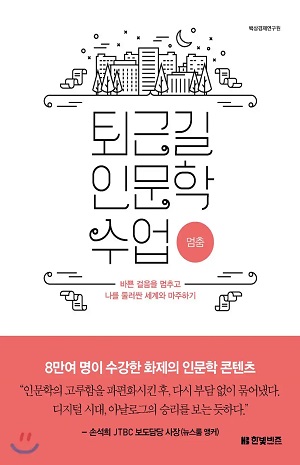 백상경제연구원
퇴근길
인문학
수업
멈춤
바쁜 걸음을 멈추고
나를 둘러싼 세계와 마주하기
8만여 명이 수강한 화제의 인문학 콘텐츠
“인문학의 고루함을 파편화시킨 후, 다시 부담 없이 묶어냈다.
디지털 시대, 아날로그의 승리를 보는 듯하다.”
– 손석희 JTBC 보도담당 사장 (뉴스룸 앵커)
HB 한빛비즈